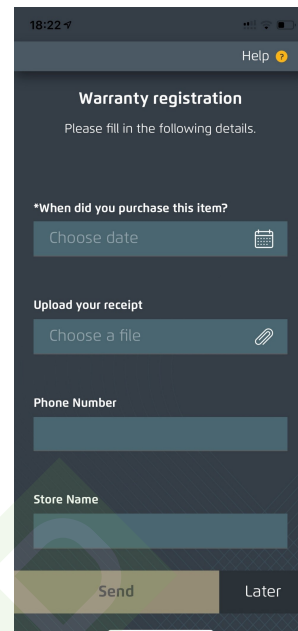 18:22
Help ?
Warranty registration
Please fill in the following details.
*When did you purchase this item?
Choose date
Upload your receipt
Choose a file
Phone Number
Store Name
Send
Later